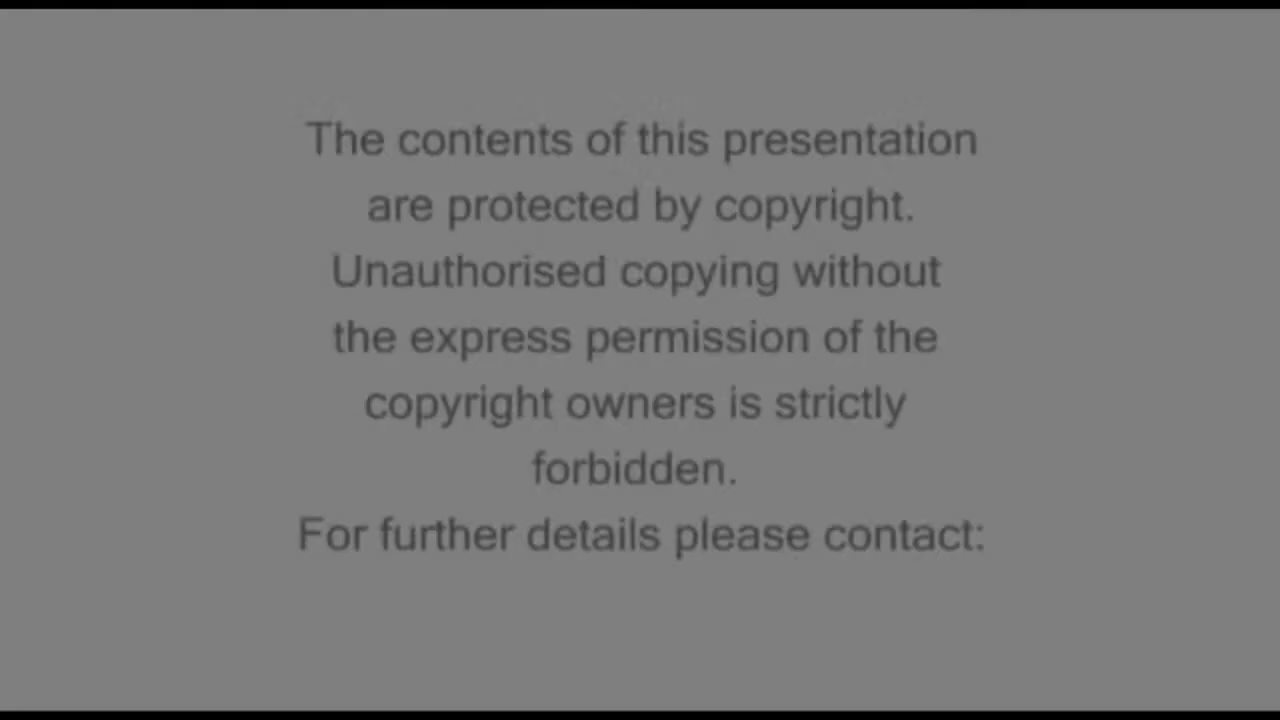 The contents of this presentation
are protected by copyright.
Unauthorised copying without
the express permission of the
copyright owners is strictly
forbidden.
For further details please contact: